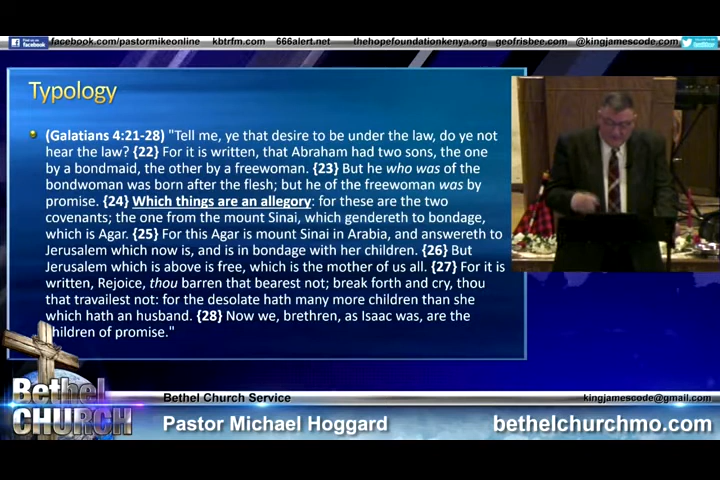 Find us on facebook facebook.com/pastormikeonline kbtrfm.com 666alert.net thehopefoundationkenya.org geofrisbee.com @kingjamescode.com twitter
Typology
(Galatians 4:21-28) "Tell me, ye that desire to be under the law, do ye not
hear the law? {22} For it is written, that Abraham had two sons, the one
by a bondmaid, the other by a freewoman. {23} But he who was of the
bondwoman was born after the flesh; but he of the freewoman was by
promise. {24} Which things are an allegory: for these are the two
covenants; the one from the mount Sinai, which gendereth to bondage,
which is Agar. {25} For this Agar is mount Sinai in Arabia, and answereth to
Jerusalem which now is, and is in bondage with her children. {26} But
Jerusalem which is above is free, which is the mother of us all. {27} For it is
written, Rejoice, thou barren that bearest not; break forth and cry, thou
that travailest not: for the desolate hath many more children than she
which hath an husband. {28} Now we, brethren, as Isaac was, are the
children of promise."
Bethel
CHURCH
Bethel Church Service kingjamescode@gmail.com
Pastor Michael Hoggard bethelchurchmo.com